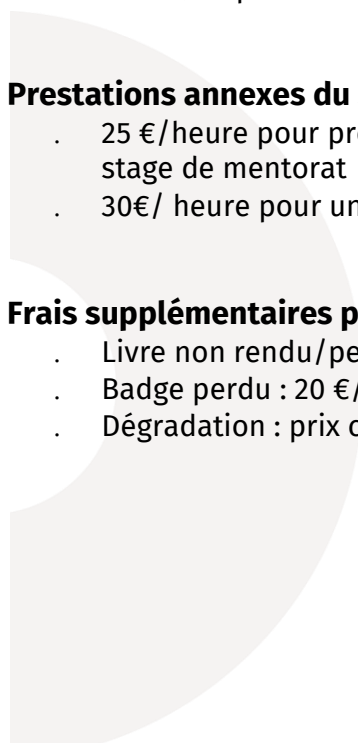 Prestations annexes du
. 25 €/heure pour pr
stage de mentorat
. 30€/ heure pour un
Frais supplémentaires p
. Livre non rendu/pe
. Badge perdu : 20 €/
. Dégradation : prix